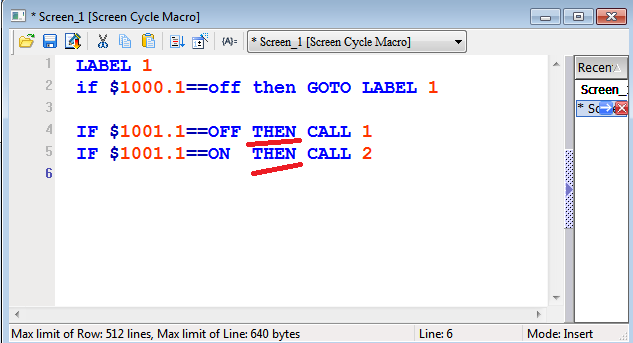 * Screen_1 [Screen Cycle Macro]
{A}= * Screen_1 [Screen Cycle Macro]
1 LABEL 1
2 if $1000.1==off then GOTO LABEL 1
3
4 IF $1001.1==OFF THEN CALL 1
5 IF $1001.1==ON THEN CALL 2
6
Recen
Screen_
* Sc
Max limit of Row: 512 lines, Max limit of Line: 640 bytes Line: 6 Mode: Insert